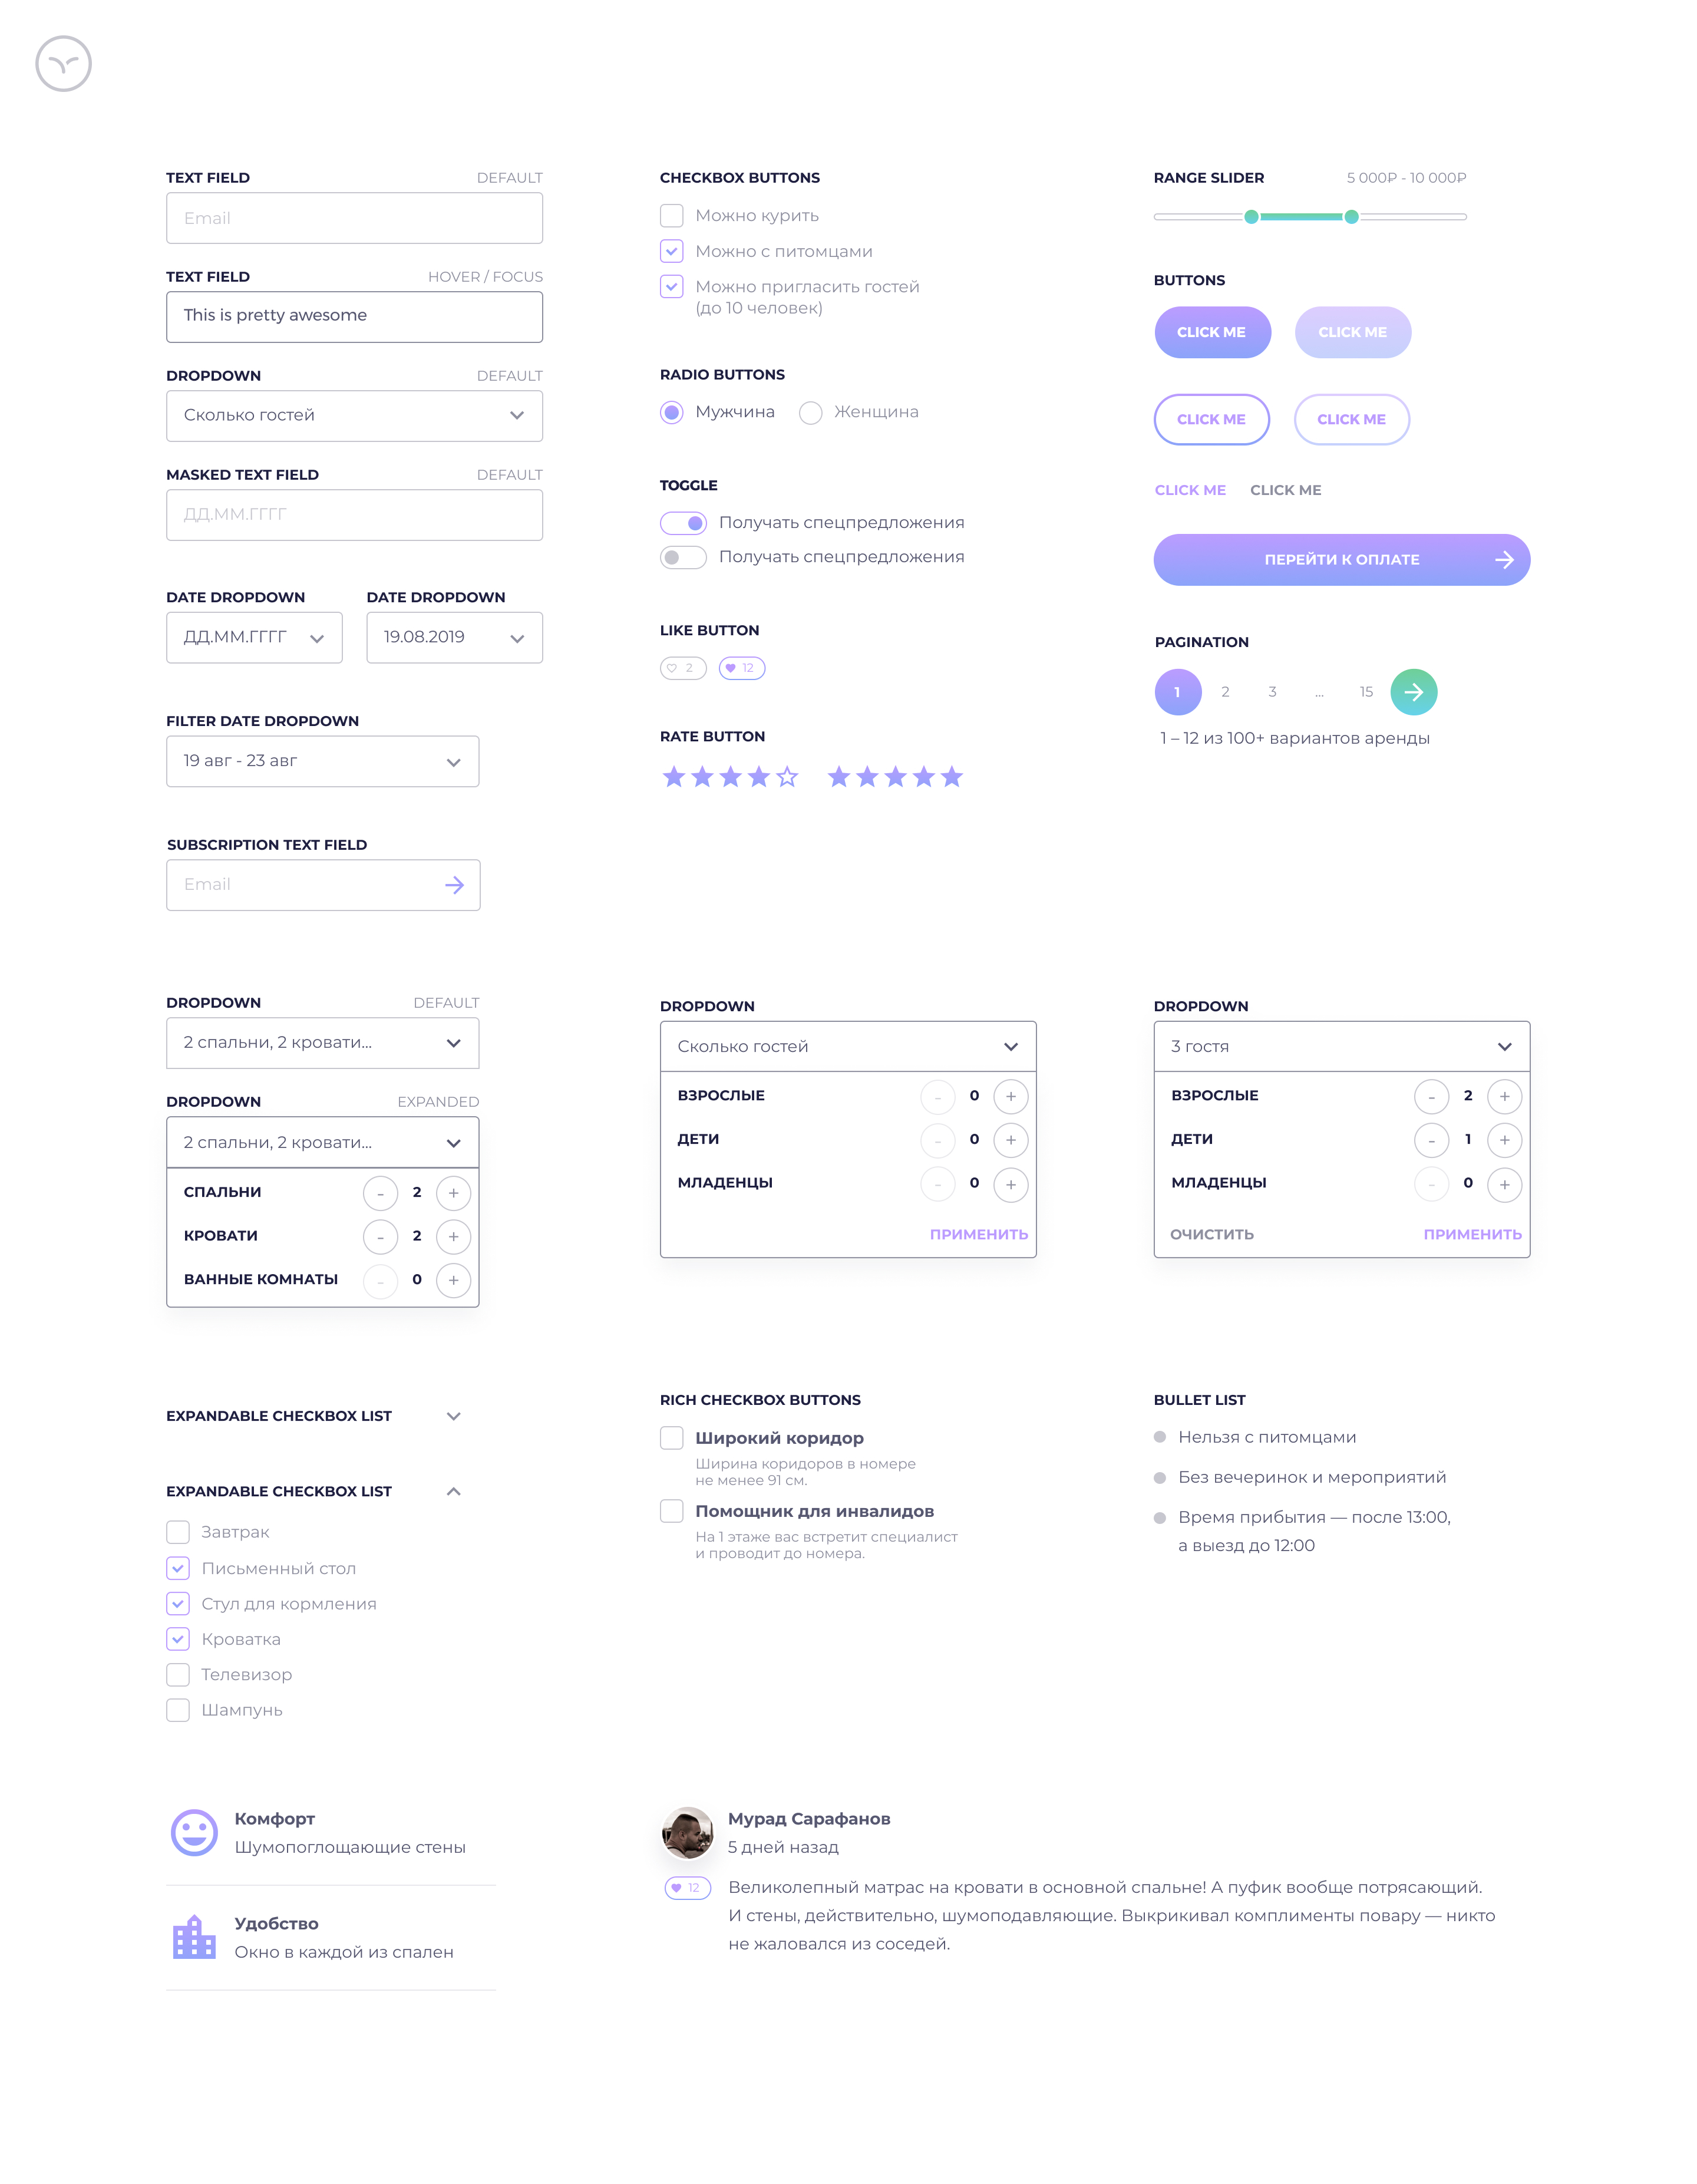 TEXT FIELD DEFAULT
Email
TEXT FIELD HOVER / FOCUS
This is pretty awesome
DROPDOWN DEFAULT
Сколько гостей
MASKED TEXT FIELD DEFAULT
ДД.ММ.ГГГГ
DATE DROPDOWN DATE DROPDOWN
ДД.ММ.ГГГГ 19.08.2019
FILTER DATE DROPDOWN
19 авг - 23 авг
SUBSCRIPTION TEXT FIELD
Email
CHECKBOX BUTTONS
Можно курить
Можно с питомцами
Можно пригласить гостей
(до 10 человек)
RADIO BUTTONS
Мужчина Женщина
TOGGLE
Получать спецпредложения
Получать спецпредложения
LIKE BUTTON
2 12
RATE BUTTON
RANGE SLIDER 5 000₽ - 10 000₽
BUTTONS
CLICK ME CLICK ME
CLICK ME CLICK ME
CLICK ME CLICK ME
ПЕРЕЙТИ К ОПЛАТЕ
PAGINATION
1 2 3 ... 15
1 – 12 из 100+ вариантов аренды
DROPDOWN DEFAULT
2 спальни, 2 кровати...
DROPDOWN EXPANDED
2 спальни, 2 кровати...
СПАЛЬНИ - 2 +
КРОВАТИ - 2 +
ВАННЫЕ КОМНАТЫ - 0 +
DROPDOWN
Сколько гостей
ВЗРОСЛЫЕ - 0 +
ДЕТИ - 0 +
МЛАДЕНЦЫ - 0 +
ПРИМЕНИТЬ
DROPDOWN
3 гостя
ВЗРОСЛЫЕ - 2 +
ДЕТИ - 1 +
МЛАДЕНЦЫ - 0 +
ОЧИСТИТЬ ПРИМЕНИТЬ
EXPANDABLE CHECKBOX LIST
EXPANDABLE CHECKBOX LIST
Завтрак
Письменный стол
Стул для кормления
Кроватка
Телевизор
Шампунь
RICH CHECKBOX BUTTONS
Широкий коридор
Ширина коридоров в номере
не менее 91 см.
Помощник для инвалидов
На 1 этаже вас встретит специалист
и проводит до номера.
BULLET LIST
Нельзя с питомцами
Без вечеринок и мероприятий
Время прибытия — после 13:00,
а выезд до 12:00
Комфорт
Шумопоглощающие стены
Удобство
Окно в каждой из спален
Мурад Сарафанов
5 дней назад
12
Великолепный матрас на кровати в основной спальне! А пуфик вообще потрясающий.
И стены, действительно, шумоподавляющие. Выкрикивал комплименты повару — никто
не жаловался из соседей.